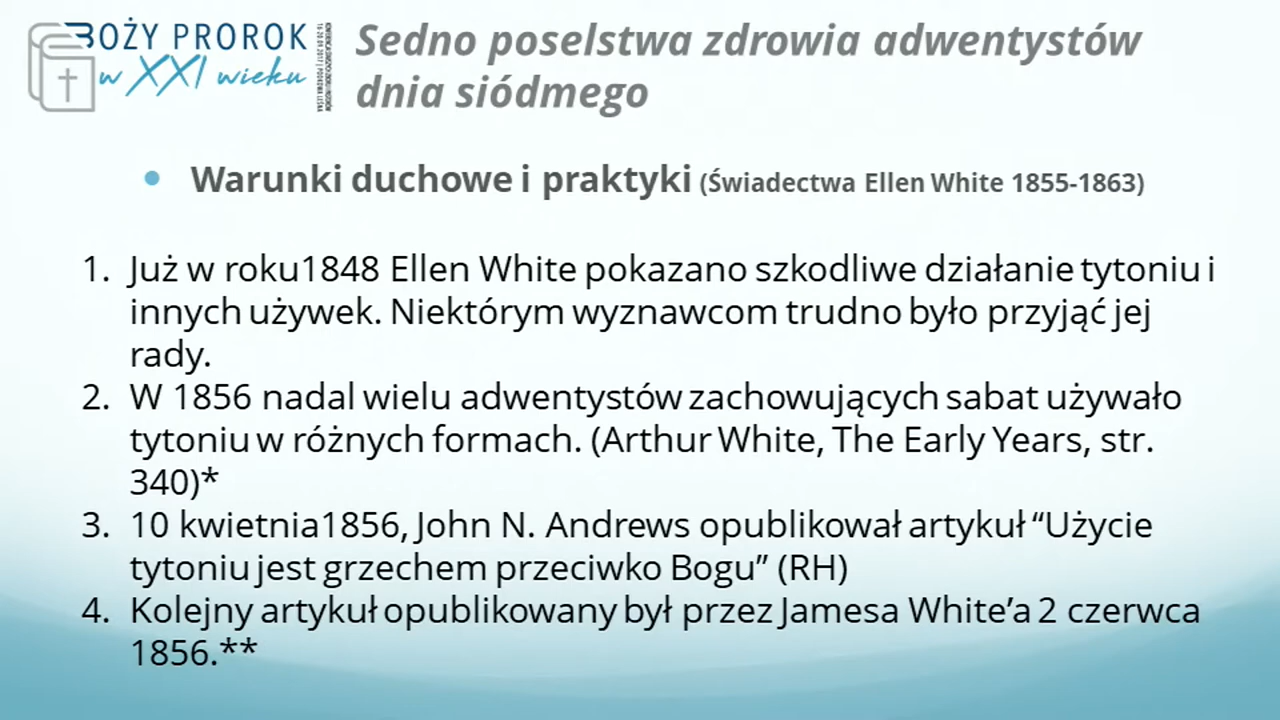 BOŻY PROROK
w XXI wieku
Sedno poselstwa zdrowia adwentystów
dnia siódmego
• Warunki duchowe i praktyki (Świadectwa Ellen White 1855-1863)
1. Już w roku1848 Ellen White pokazano szkodliwe działanie tytoniu i
innych używek. Niektórym wyznawcom trudno było przyjąć jej
rady.
2. W 1856 nadal wielu adwentystów zachowujących sabat używało
tytoniu w różnych formach. (Arthur White, The Early Years, str.
340)*
3. 10 kwietnia1856, John N. Andrews opublikował artykuł “Użycie
tytoniu jest grzechem przeciwko Bogu” (RH)
4. Kolejny artykuł opublikowany był przez Jamesa White’a 2 czerwca
1856.**